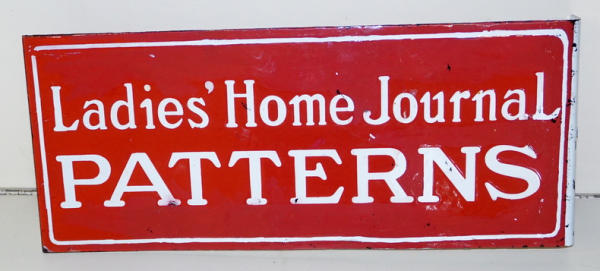 Ladies' Home Journal
PATTERNS